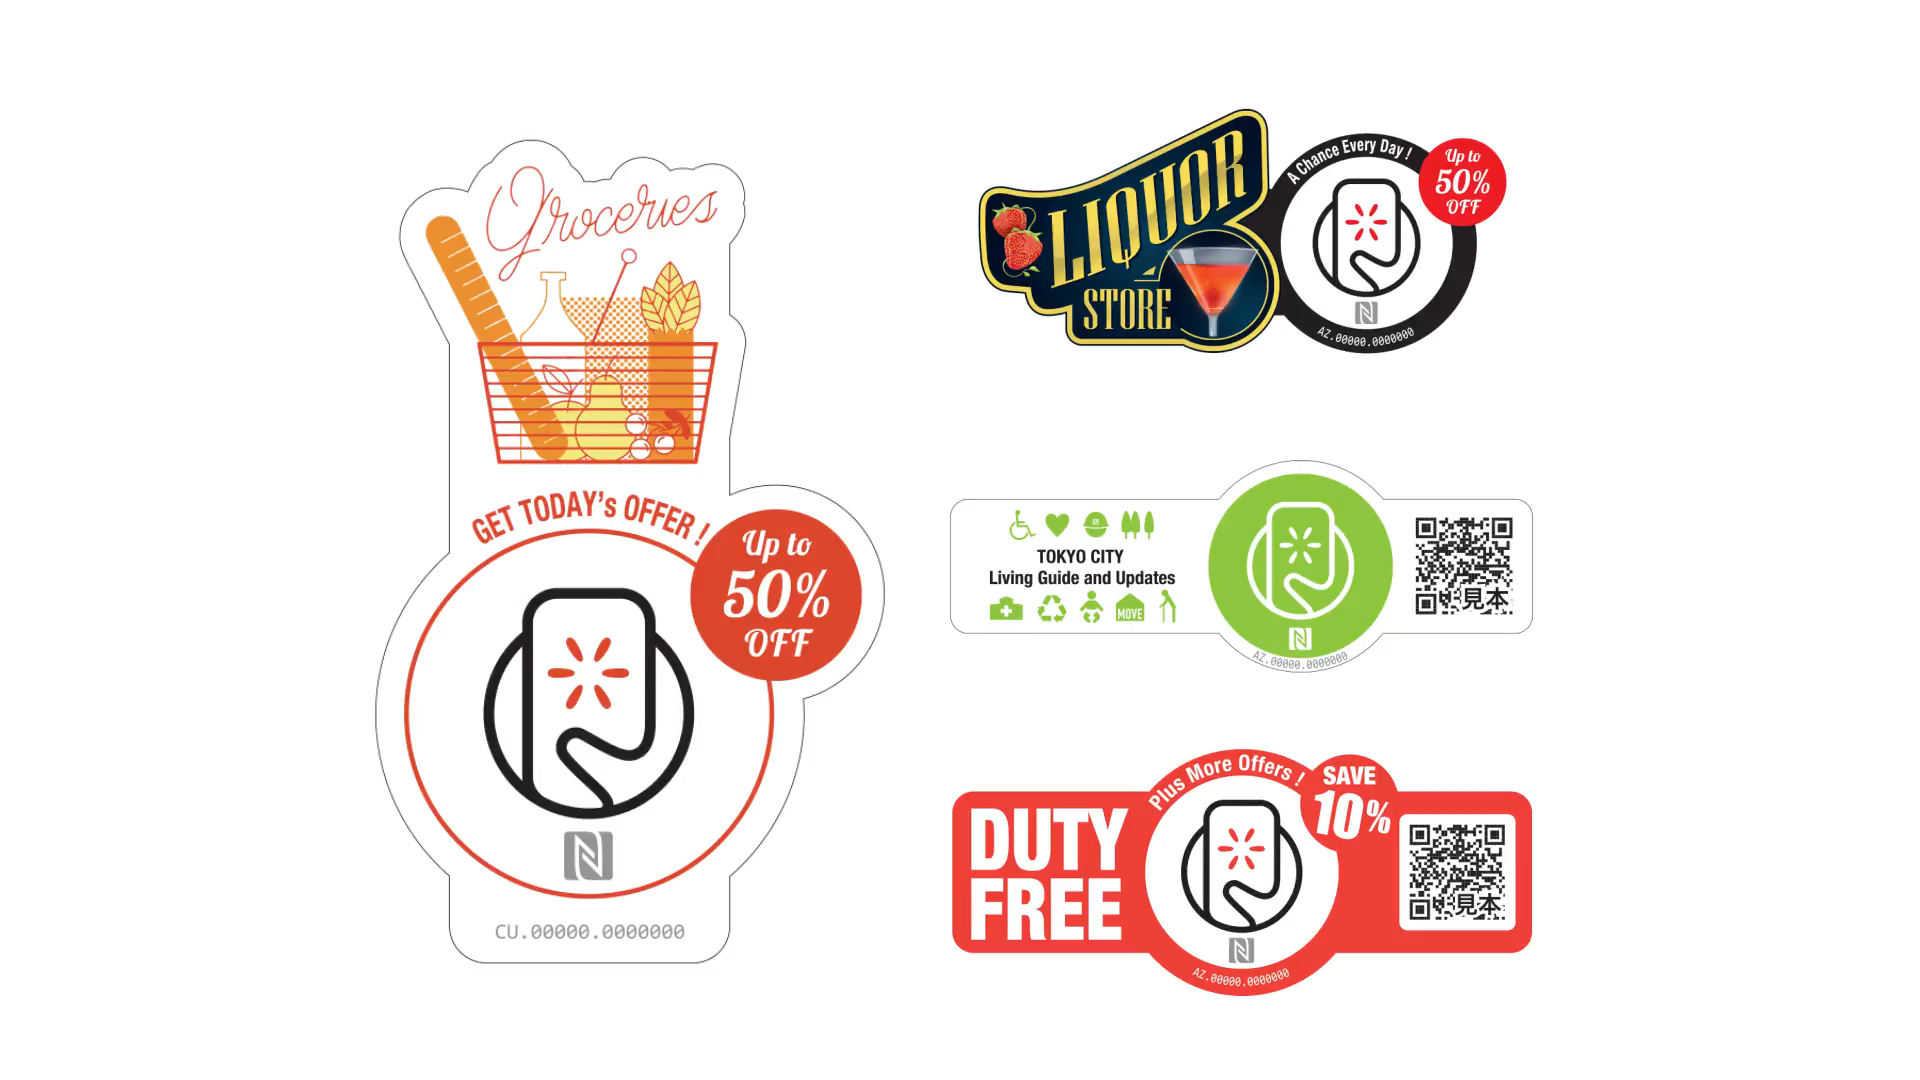 Groceries
GET TODAY's OFFER !
Up to
50%
OFF
CU.00000.0000000
LIQUOR
STORE
A Chance Every Day !
Up to
50%
OFF
AZ.00000.0000000
TOKYO CITY
Living Guide and Updates
MOVE
AZ.00000.0000000
見本
DUTY
FREE
Plus More Offers !
SAVE
10%
AZ.00000.0000000
見本